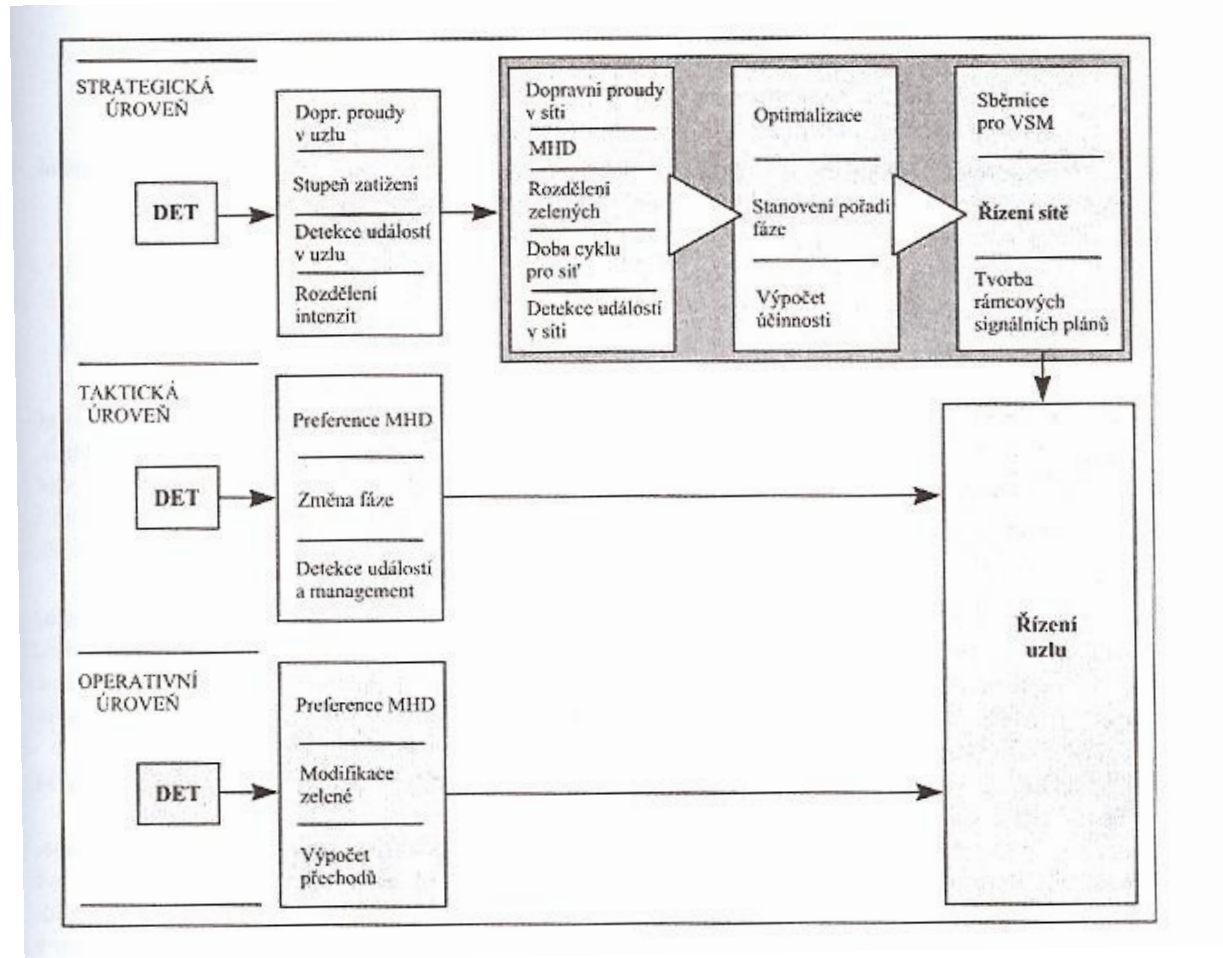 STRATEGICKÁ
ÚROVEŇ
DET
Dopr. proudy
v uzlu
Stupeň zatížení
Detekce událostí
v uzlu
Rozdělení
intenzit
Dopravní proudy
v síti
MHD
Rozdělení
zelených
Doba cyklu
pro síť
Detekce událostí
v síti
Optimalizace
Stanovení pořadí
fáze
Výpočet
účinnosti
Sběrnice
pro VSM
Řízení sítě
Tvorba
rámcových
signálních plánů
TAKTICKÁ
ÚROVEŇ
DET
Preference MHD
Změna fáze
Detekce událostí
a management
Řízení
uzlu
OPERATIVNÍ
ÚROVEŇ
DET
Preference MHD
Modifikace
zelené
Výpočet
přechodů